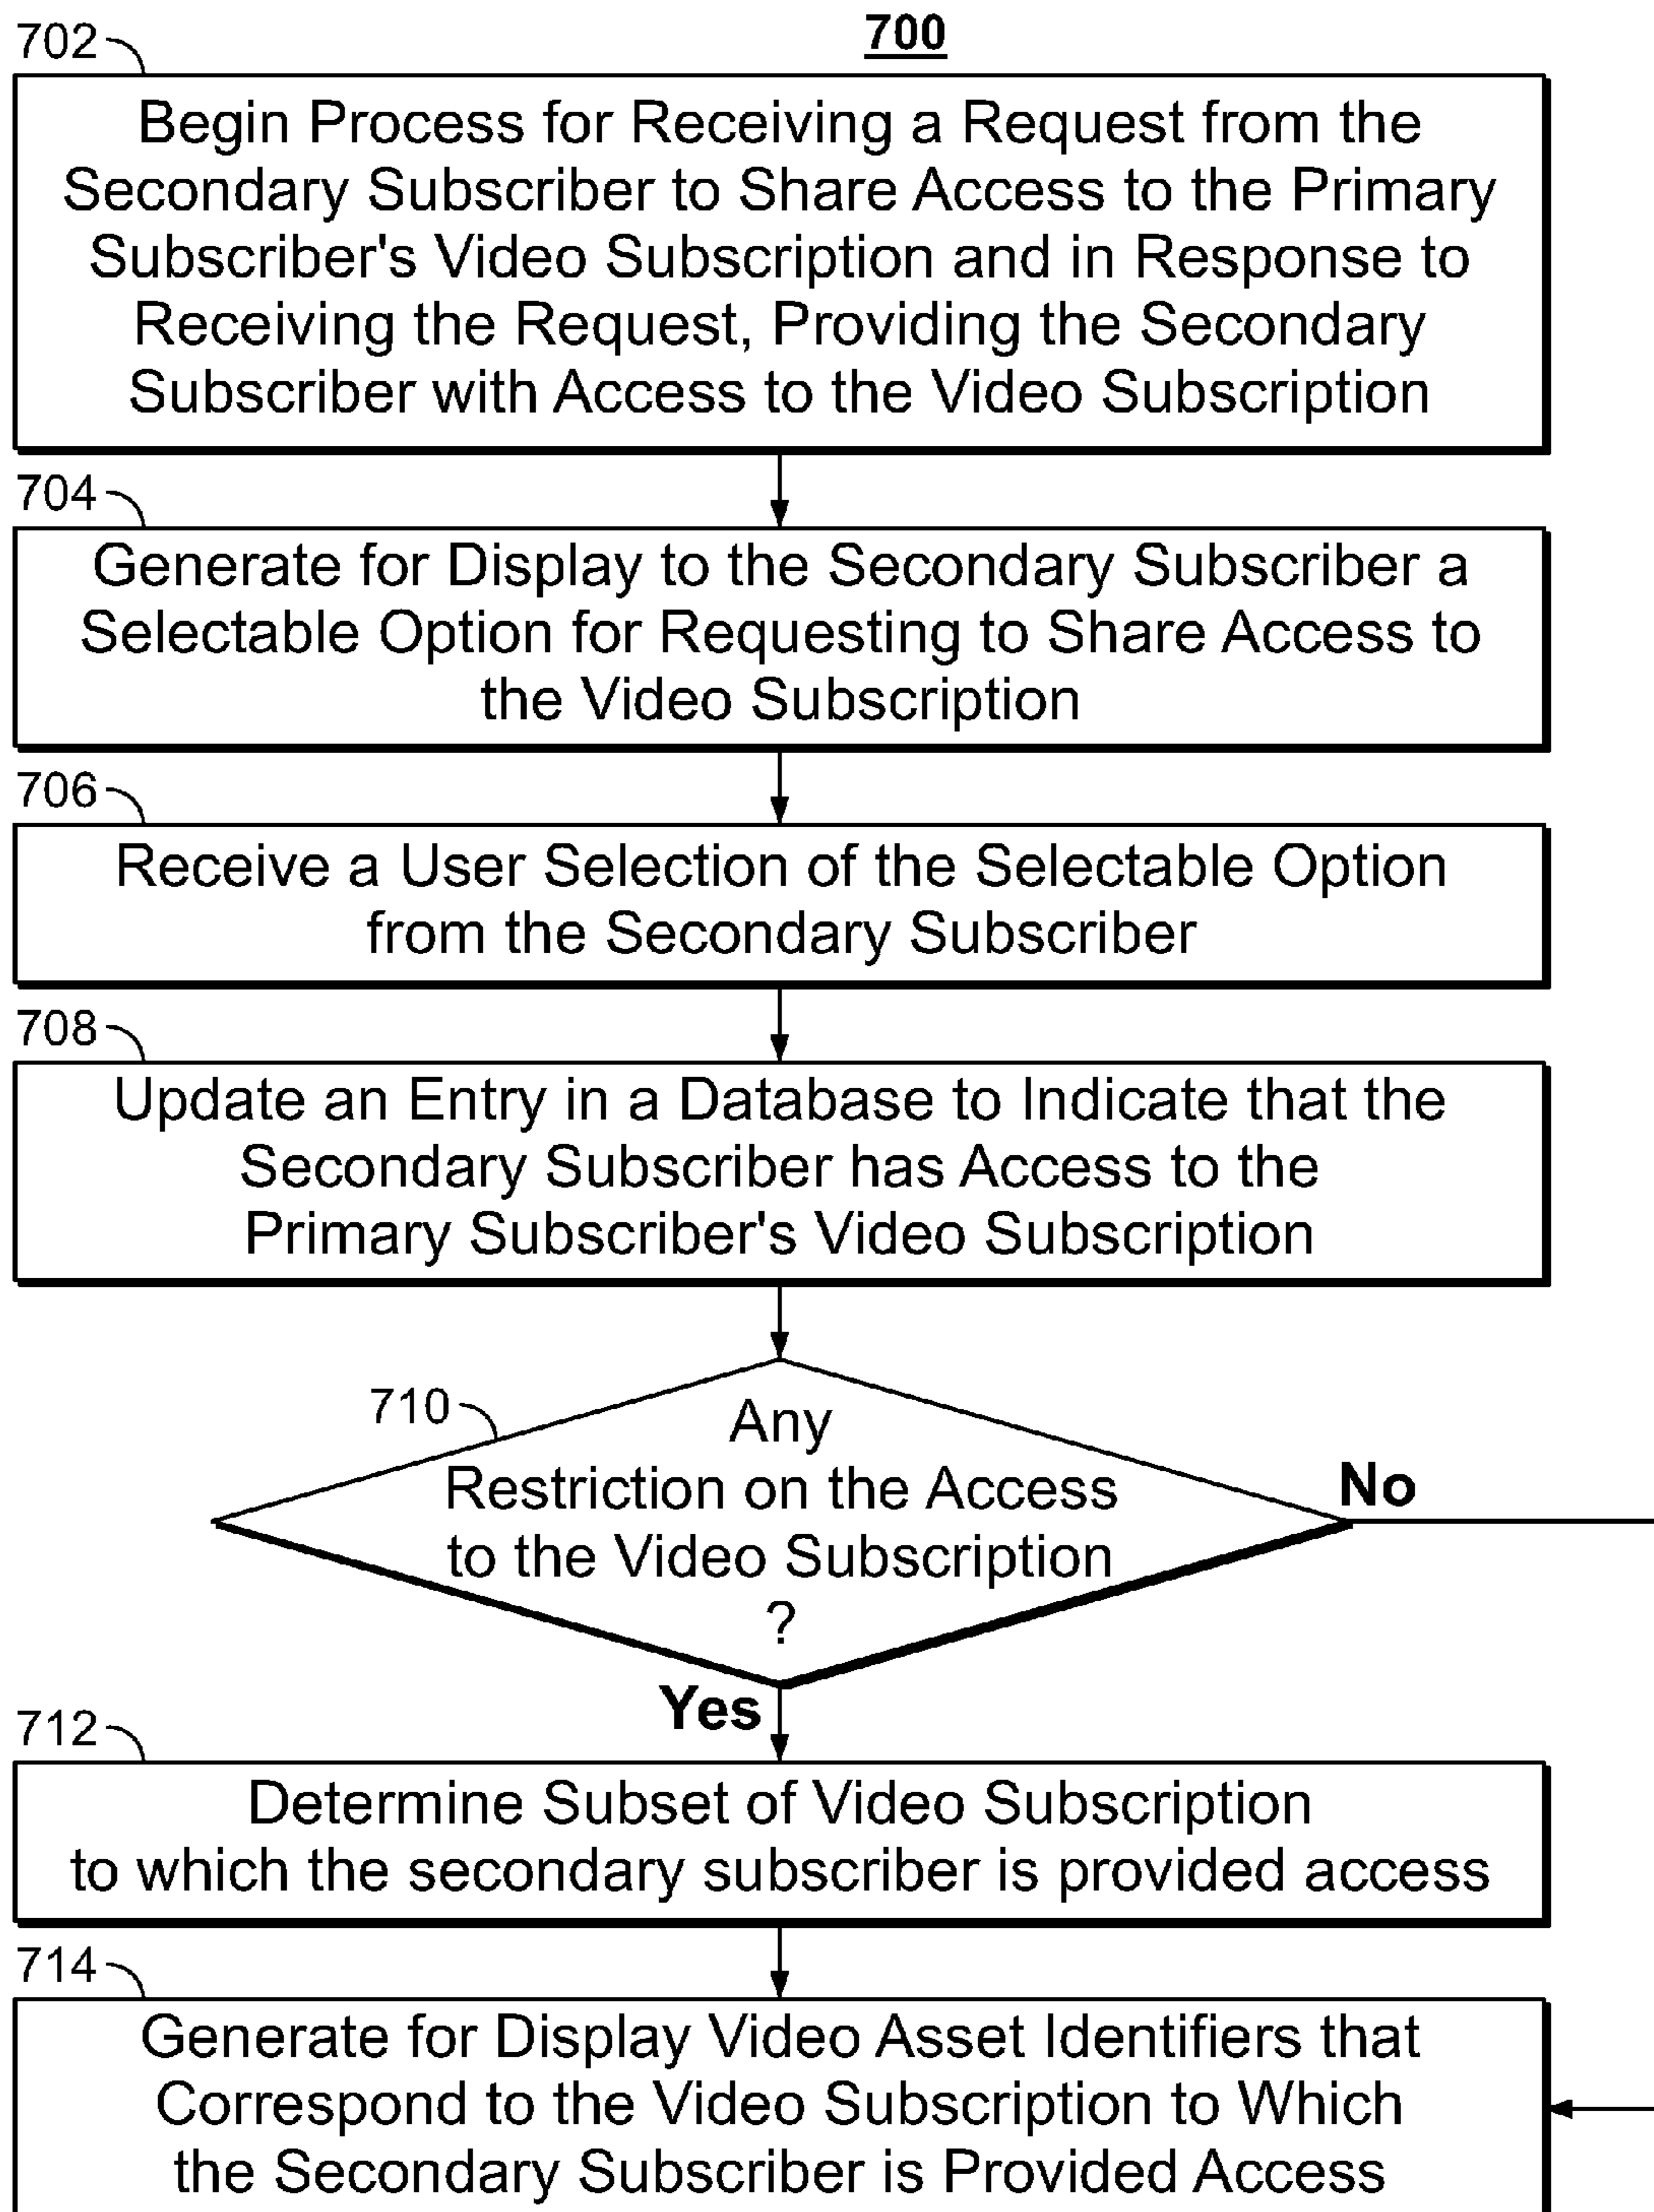 700
702
Begin Process for Receiving a Request from the
Secondary Subscriber to Share Access to the Primary
Subscriber's Video Subscription and in Response to
Receiving the Request, Providing the Secondary
Subscriber with Access to the Video Subscription
704
Generate for Display to the Secondary Subscriber a
Selectable Option for Requesting to Share Access to
the Video Subscription
706
Receive a User Selection of the Selectable Option
from the Secondary Subscriber
708
Update an Entry in a Database to Indicate that the
Secondary Subscriber has Access to the
Primary Subscriber's Video Subscription
710
Any
Restriction on the Access
to the Video Subscription
?
No
Yes
712
Determine Subset of Video Subscription
to which the secondary subscriber is provided access
714
Generate for Display Video Asset Identifiers that
Correspond to the Video Subscription to Which
the Secondary Subscriber is Provided Access